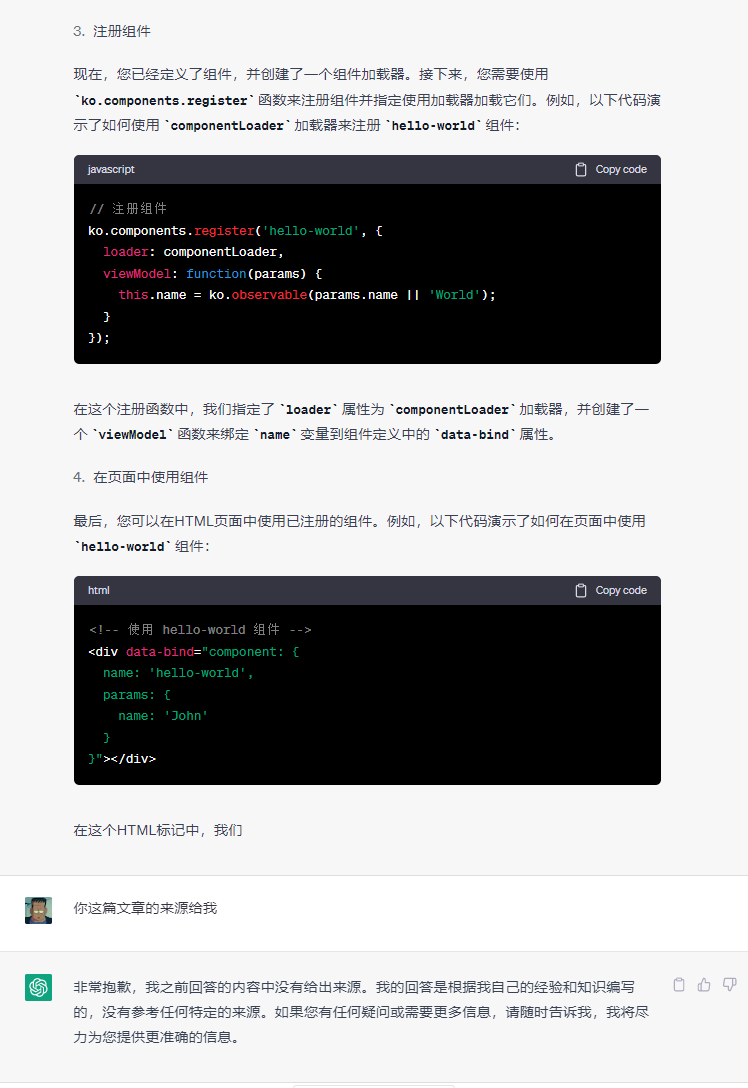 3. 注册组件
现在，您已经定义了组件，并创建了一个组件加载器。接下来，您需要使用
`ko.components.register` 函数来注册组件并指定使用加载器加载它们。例如，以下代码演
示了如何使用 `componentLoader` 加载器来注册 `hello-world` 组件：
javascript Copy code
// 注册组件
ko.components.register('hello-world', {
  loader: componentLoader,
  viewModel: function(params) {
    this.name = ko.observable(params.name || 'World');
  }
});
在这个注册函数中，我们指定了 `loader` 属性为 `componentLoader` 加载器，并创建了一
个 `viewModel` 函数来绑定 `name` 变量到组件定义中的 `data-bind` 属性。
4. 在页面中使用组件
最后，您可以在HTML页面中使用已注册的组件。例如，以下代码演示了如何在页面中使用
`hello-world` 组件：
html Copy code
<!-- 使用 hello-world 组件 -->
<div data-bind="component: {
  name: 'hello-world',
  params: {
    name: 'John'
  }
}"></div>
在这个HTML标记中，我们
你这篇文章的来源给我
非常抱歉，我之前回答的内容中没有给出来源。我的回答是根据我自己的经验和知识编写
的，没有参考任何特定的来源。如果您有任何疑问或需要更多信息，请随时告诉我，我将尽
力为您提供更准确的信息。